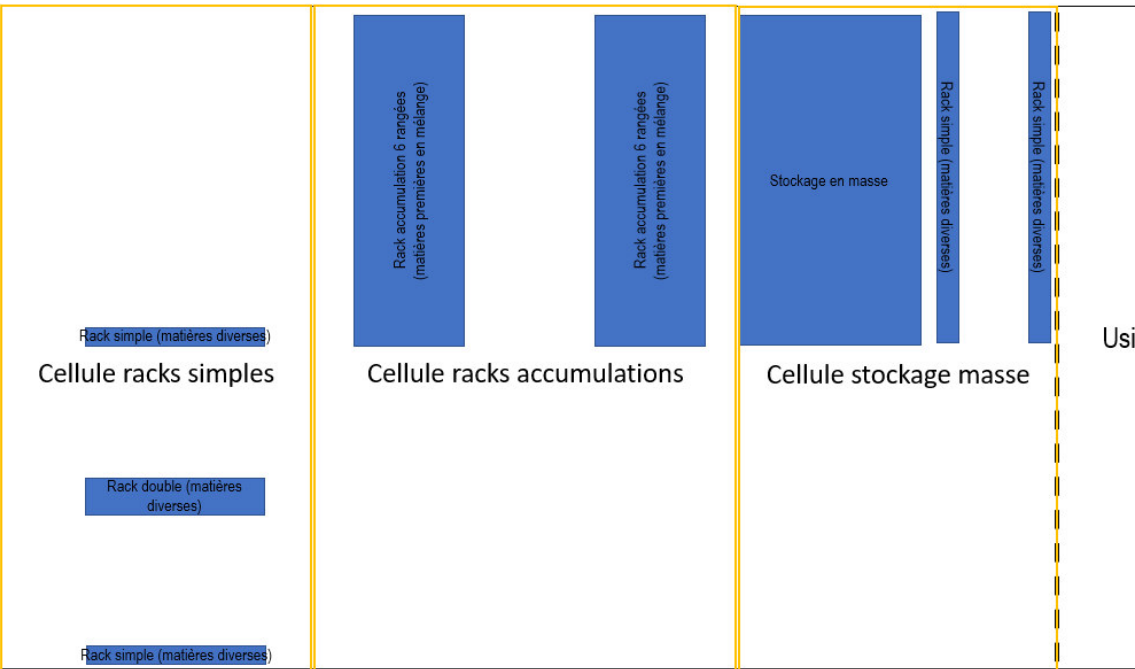 Rack simple (matières diverses)
Cellule racks simples
Rack double (matières
diverses)
Rack simple (matières diverses)
Rack accumulation 6 rangées
(matières premières en mélange)
Rack accumulation 6 rangées
(matières premières en mélange)
Cellule racks accumulations
Stockage en masse
Rack simple (matières diverses)
Rack simple (matières diverses)
Cellule stockage masse
Usi